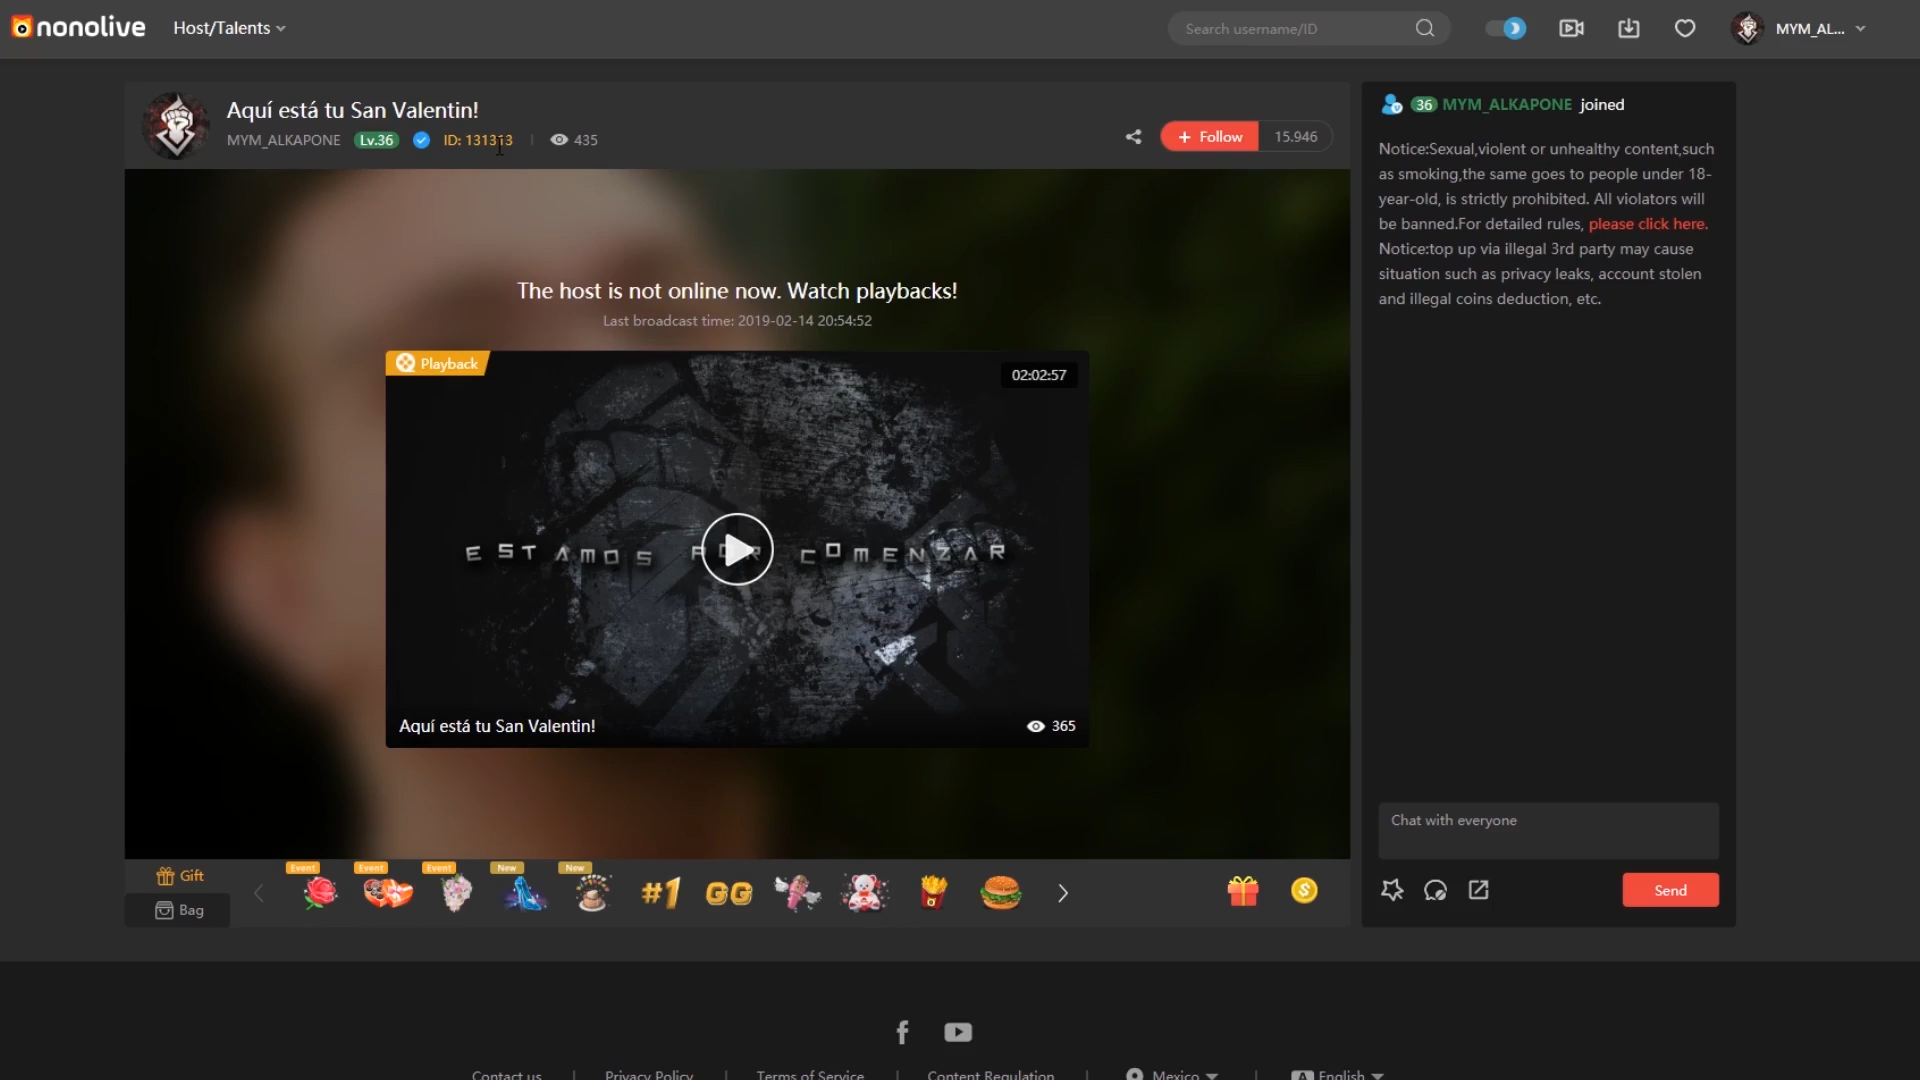 nonolive
Host/Talents
Search username/ID
MYM_AL...
Aquí está tu San Valentin!
MYM_ALKAPONE Lv.36 ID: 131313 435
Follow 15.946
The host is not online now. Watch playbacks!
Last broadcast time: 2019-02-14 20:54:52
Playback
02:02:57
ESTAMOS POR COMENZAR
Aquí está tu San Valentin!
365
Gift
Bag
Event
Event
Event
New
New
#1
GG
36 MYM_ALKAPONE joined
Notice:Sexual,violent or unhealthy content,such
as smoking,the same goes to people under 18-
year-old, is strictly prohibited. All violators will
be banned.For detailed rules, please click here.
Notice:top up via illegal 3rd party may cause
situation such as privacy leaks, account stolen
and illegal coins deduction, etc.
Chat with everyone
Send
Contact us | Privacy Policy | Terms of Service | Content Regulation | Mexico | English